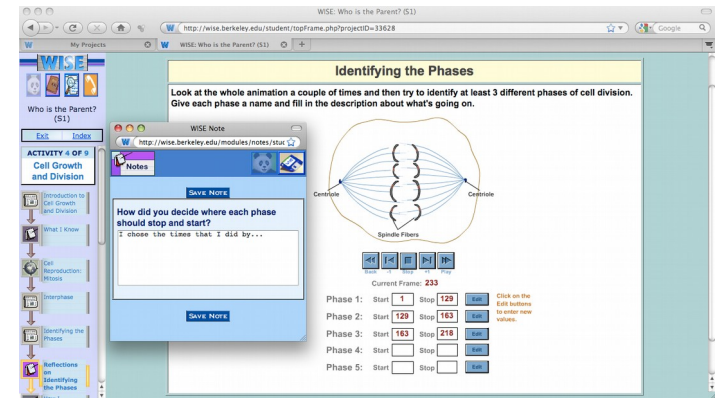 WISE: Who is the Parent? (S1)
http://wise.berkeley.edu/student/topFrame.php?projectID=33628
Google
My Projects
WISE: Who is the Parent? (S1)
WISE
Who is the Parent?
(S1)
Exit Index
ACTIVITY 4 OF 9
Cell Growth
and Division
Introduction to
Cell Growth
and Division
What I Know
Cell
Reproduction:
Mitosis
Interphase
Identifying the
Phases
Reflections
on
Identifying
the Phases
WISE Note
http://wise.berkeley.edu/modules/notes/stud
Notes
SAVE NOTE
How did you decide where each phase
should stop and start?
I chose the times that I did by...
SAVE NOTE
Identifying the Phases
Look at the whole animation a couple of times and then try to identify at least 3 different phases of cell division.
Give each phase a name and fill in the description about what's going on.
Centriole
Centriole
Spindle Fibers
Back -1 Stop +1 Play
Current Frame: 233
Phase 1: Start 1 Stop 129 Edit
Phase 2: Start 129 Stop 163 Edit
Phase 3: Start 163 Stop 218 Edit
Phase 4: Start Stop Edit
Phase 5: Start Stop Edit
Click on the
Edit buttons
to enter new
values.